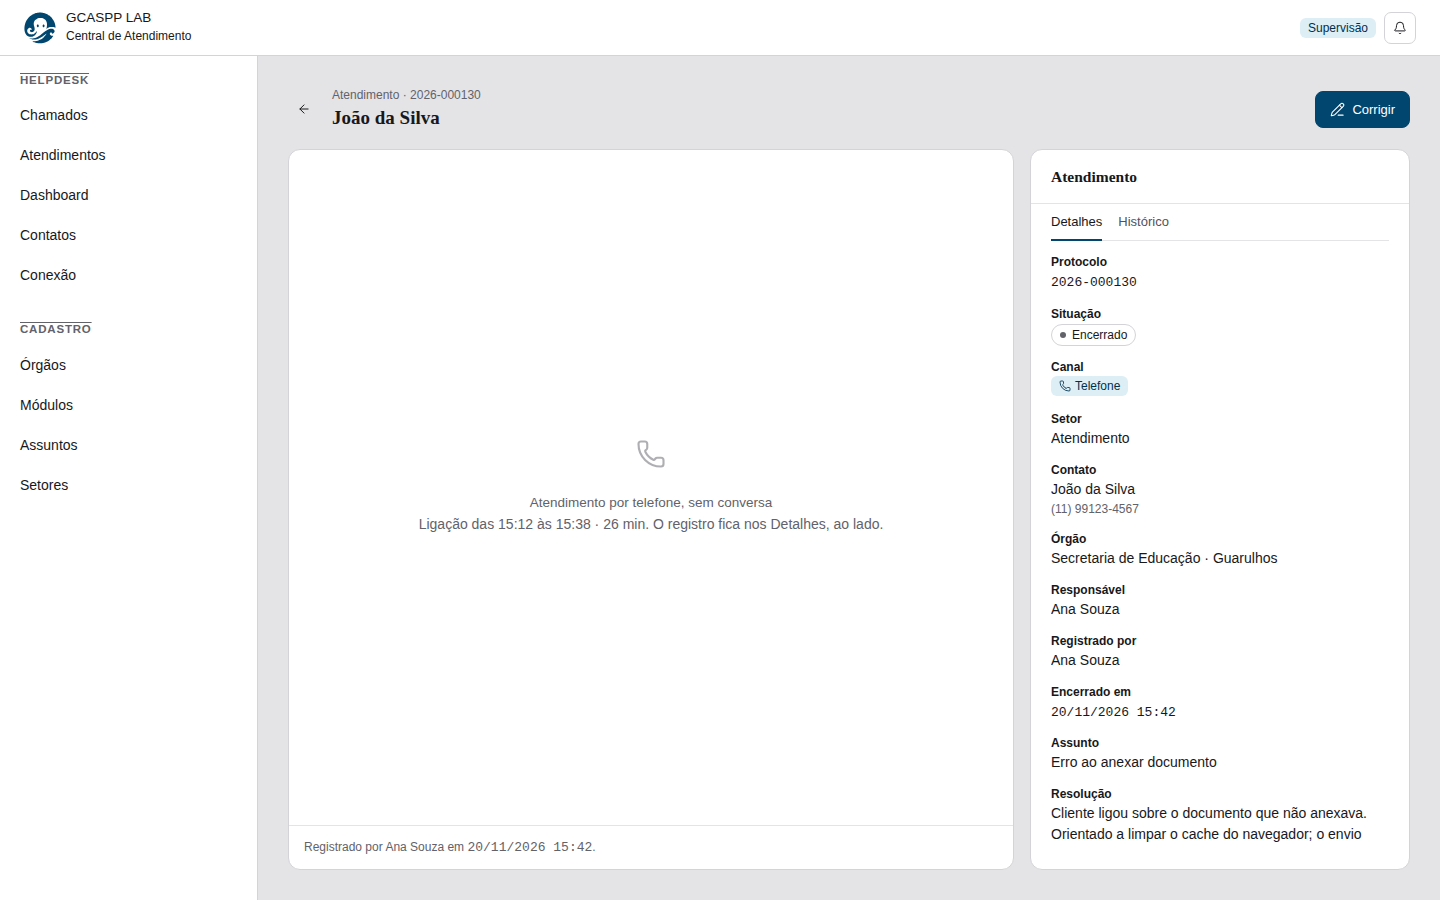 GCASPP LAB
Central de Atendimento
Supervisão
HELPDESK
Chamados
Atendimentos
Dashboard
Contatos
Conexão
CADASTRO
Órgãos
Módulos
Assuntos
Setores
Atendimento · 2026-000130
João da Silva
Corrigir
Atendimento por telefone, sem conversa
Ligação das 15:12 às 15:38 · 26 min. O registro fica nos Detalhes, ao lado.
Registrado por Ana Souza em 20/11/2026 15:42.
Atendimento
Detalhes Histórico
Protocolo
2026-000130
Situação
Encerrado
Canal
Telefone
Setor
Atendimento
Contato
João da Silva
(11) 99123-4567
Órgão
Secretaria de Educação · Guarulhos
Responsável
Ana Souza
Registrado por
Ana Souza
Encerrado em
20/11/2026 15:42
Assunto
Erro ao anexar documento
Resolução
Cliente ligou sobre o documento que não anexava.
Orientado a limpar o cache do navegador; o envio